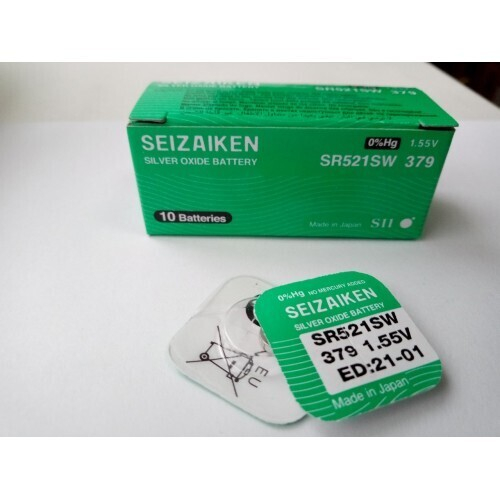 SR521SW 379
SEIZAIKEN
SILVER OXIDE BATTERY
0%Hg 1.55V
SR521SW 379
10 Batteries
Made in Japan SII
0%Hg NO MERCURY ADDED
SEIZAIKEN
SILVER OXIDE BATTERY
SR521SW
379 1.55V
ED:21-01
Made in Japan
EU